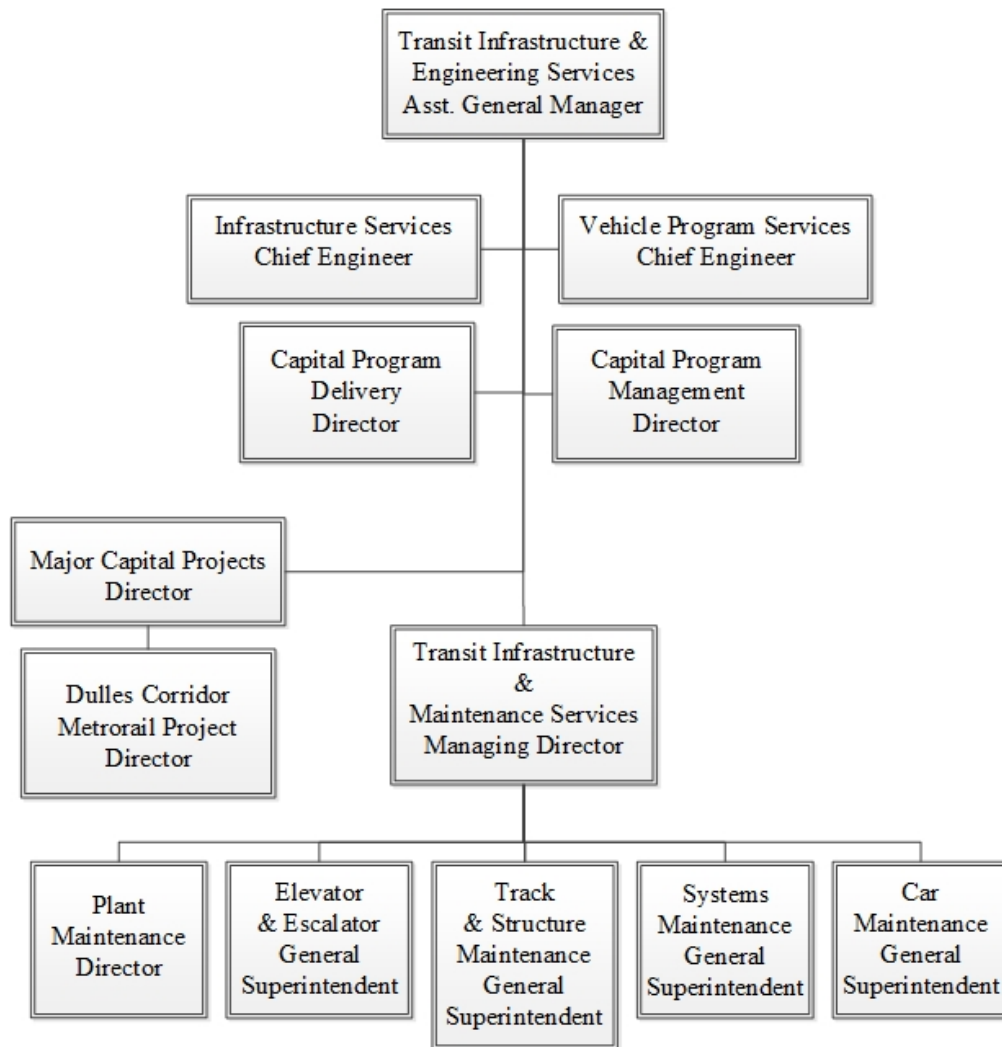 Transit Infrastructure &
Engineering Services
Asst. General Manager
Infrastructure Services
Chief Engineer
Vehicle Program Services
Chief Engineer
Capital Program
Delivery
Director
Capital Program
Management
Director
Major Capital Projects
Director
Dulles Corridor
Metrorail Project
Director
Transit Infrastructure
&
Maintenance Services
Managing Director
Plant
Maintenance
Director
Elevator
& Escalator
General
Superintendent
Track
& Structure
Maintenance
General
Superintendent
Systems
Maintenance
General
Superintendent
Car
Maintenance
General
Superintendent